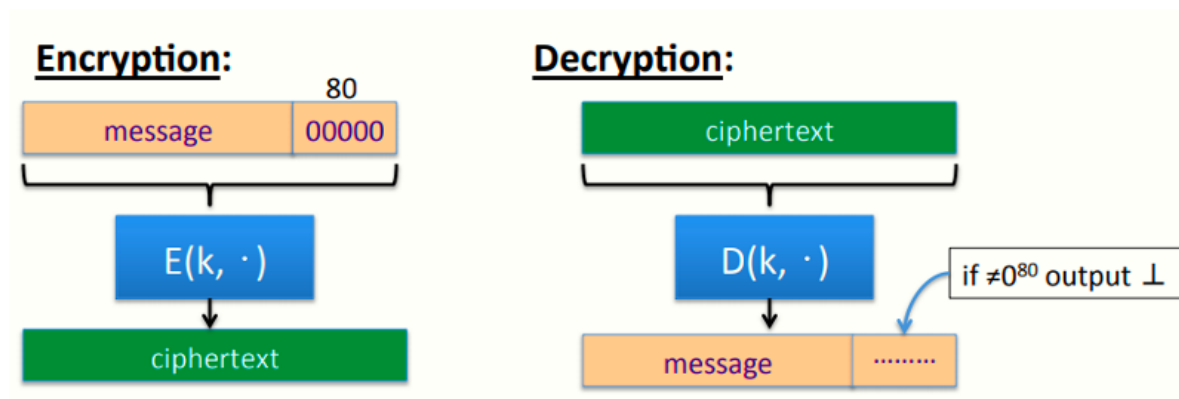 Encryption:
80
message 00000
E(k, · )
ciphertext
Decryption:
ciphertext
D(k, · )
if ≠0⁸⁰ output ⊥
message ………